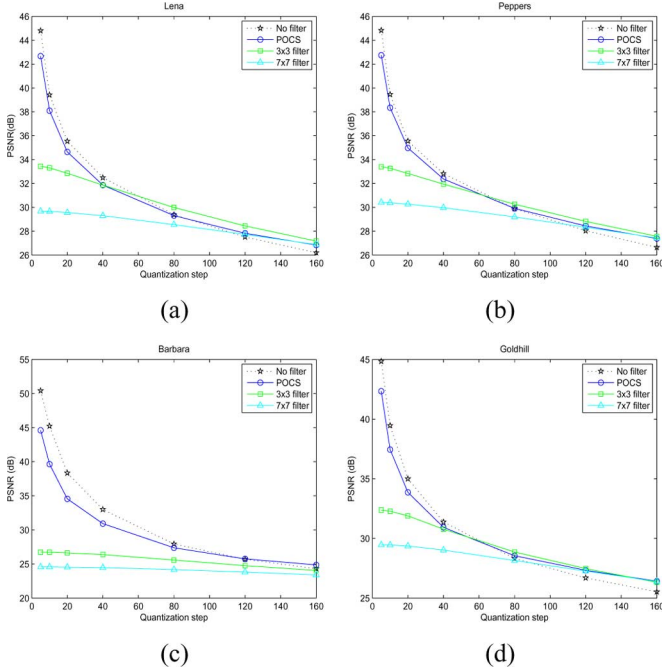 Lena
46
44
42
40
38
36
34
32
30
28
26
0 20 40 60 80 100 120 140 160
PSNR(dB)
Quantization step
No filter
POCS
3x3 filter
7x7 filter
(a)
Peppers
46
44
42
40
38
36
34
32
30
28
26
0 20 40 60 80 100 120 140 160
PSNR (dB)
Quantization step
No filter
POCS
3x3 filter
7x7 filter
(b)
Barbara
55
50
45
40
35
30
25
20
0 20 40 60 80 100 120 140 160
PSNR (dB)
Quantization step
No filter
POCS
3x3 filter
7x7 filter
(c)
Goldhill
45
40
35
30
25
0 20 40 60 80 100 120 140 160
PSNR (dB)
Quantization step
No filter
POCS
3x3 filter
7x7 filter
(d)